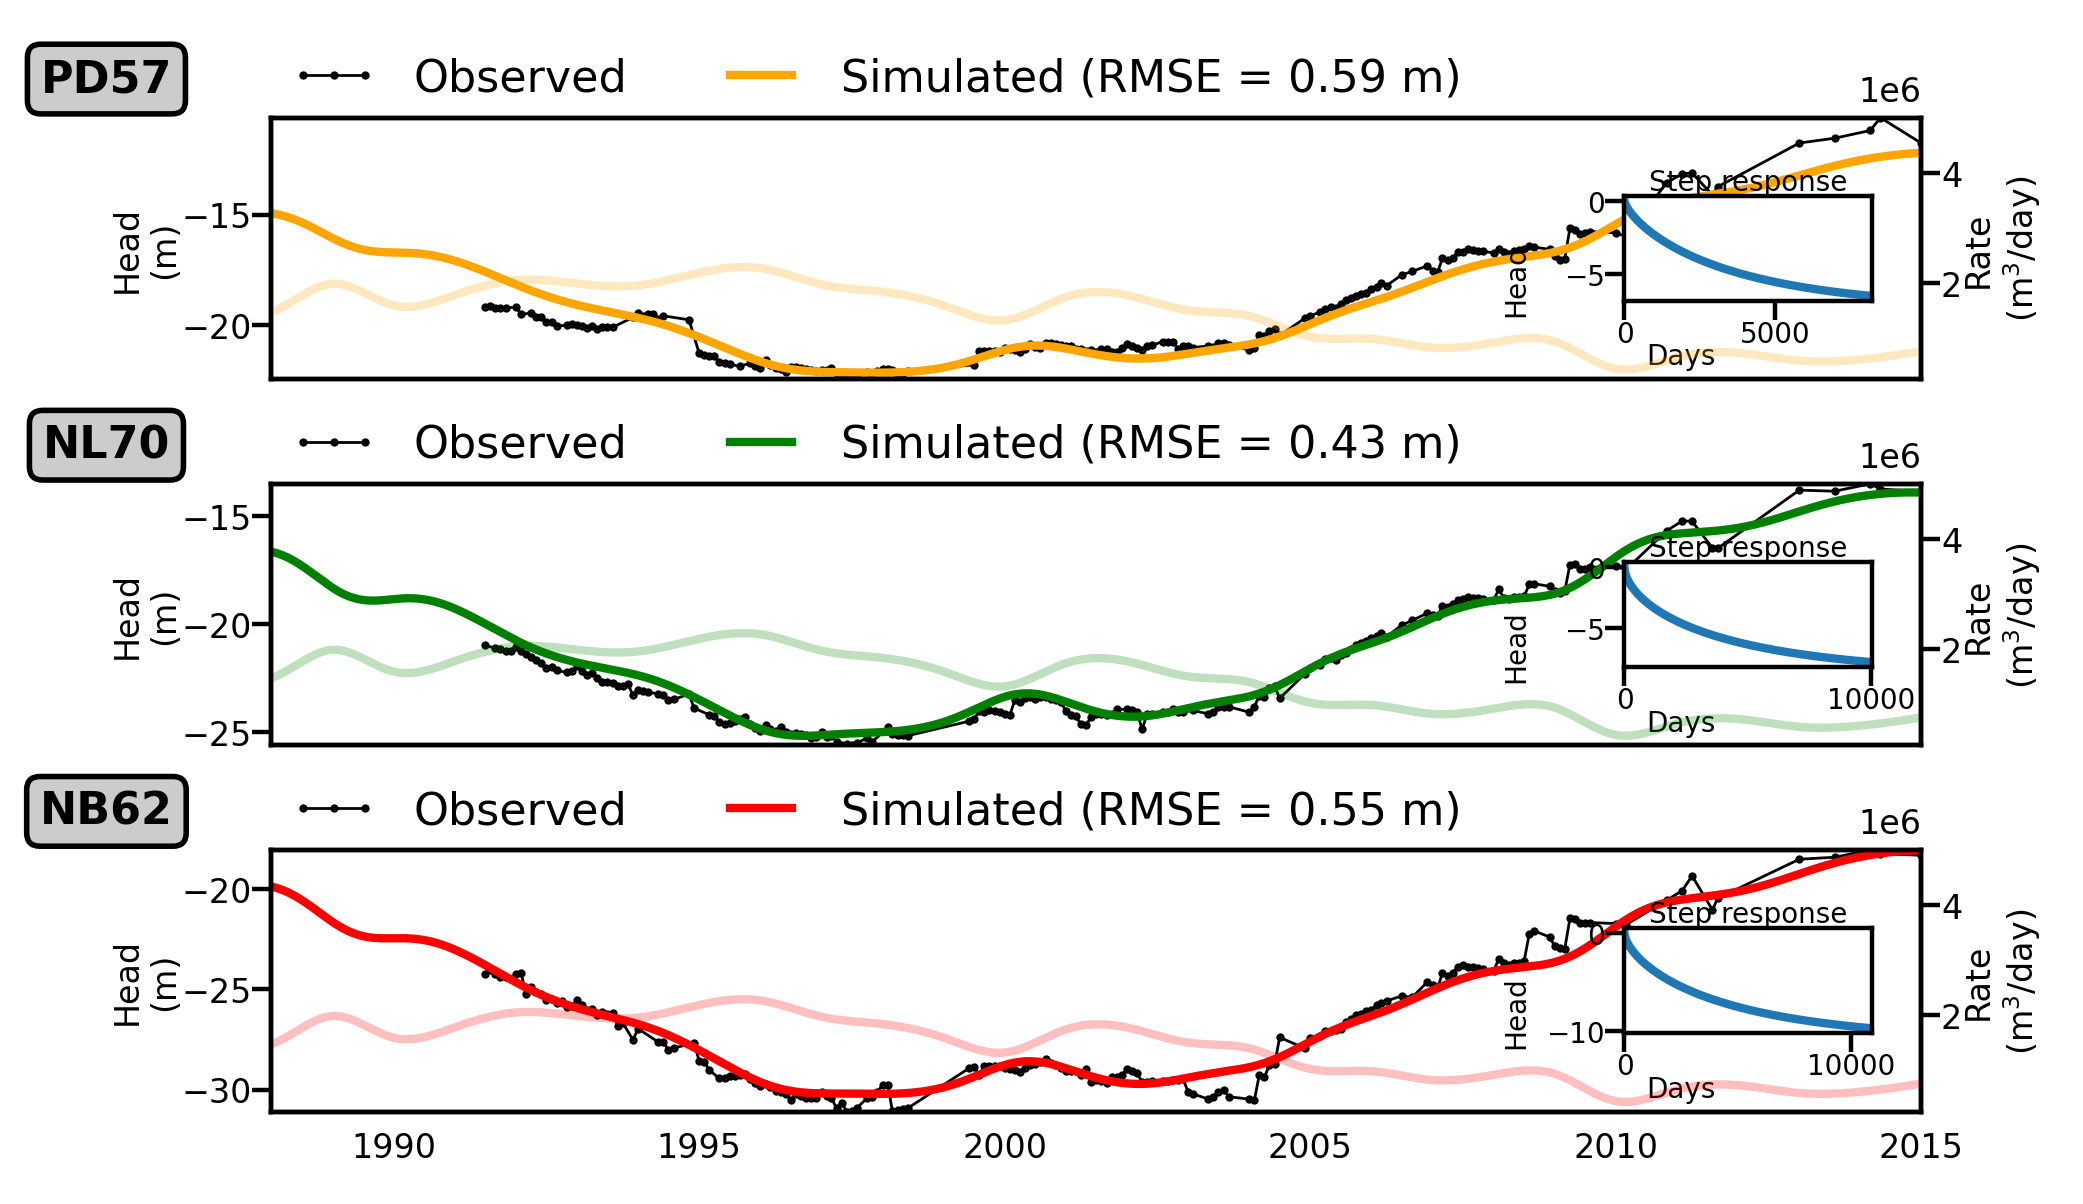 PD57
Observed
Simulated (RMSE = 0.59 m)
1e6
Head
(m)
−15
−20
Step response
0
−5
Head
0
5000
Days
4
2
Rate
(m³/day)
NL70
Observed
Simulated (RMSE = 0.43 m)
1e6
Head
(m)
−15
−20
−25
Step response
0
−5
Head
0
10000
Days
4
2
Rate
(m³/day)
NB62
Observed
Simulated (RMSE = 0.55 m)
1e6
Head
(m)
−20
−25
−30
Step response
0
−10
Head
0
10000
Days
4
2
Rate
(m³/day)
1990
1995
2000
2005
2010
2015